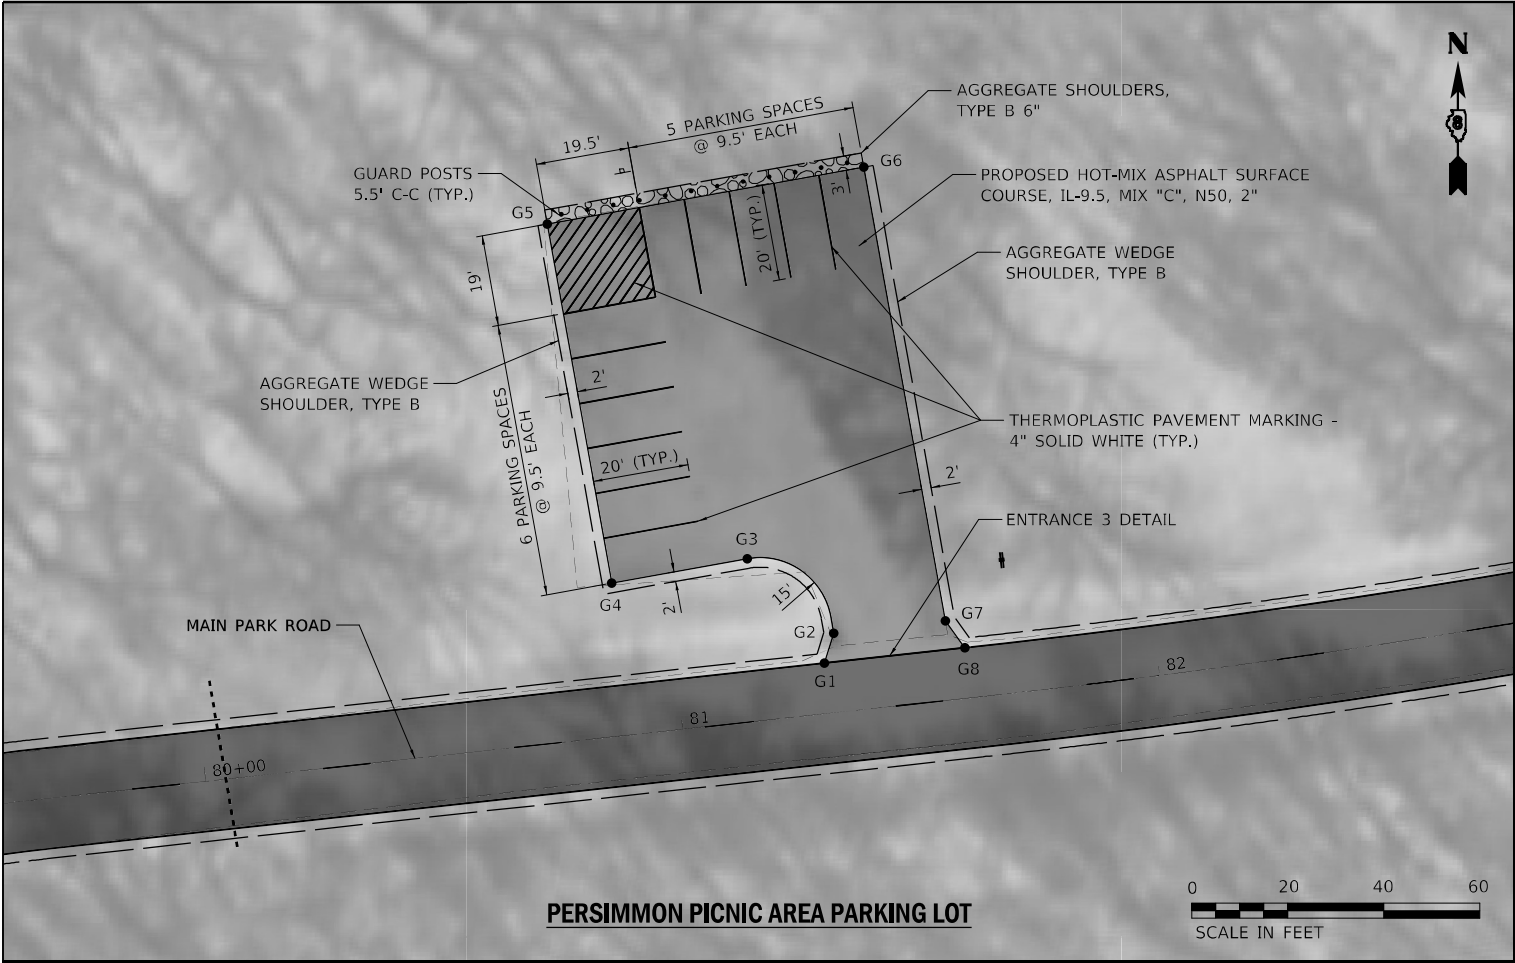 N
8
AGGREGATE SHOULDERS,
TYPE B 6"
5 PARKING SPACES
@ 9.5' EACH
19.5'
GUARD POSTS
5.5' C-C (TYP.)
G6
PROPOSED HOT-MIX ASPHALT SURFACE
COURSE, IL-9.5, MIX "C", N50, 2"
3'
G5
20' (TYP.)
19'
AGGREGATE WEDGE
SHOULDER, TYPE B
AGGREGATE WEDGE
SHOULDER, TYPE B
2'
6 PARKING SPACES
@ 9.5' EACH
THERMOPLASTIC PAVEMENT MARKING -
4" SOLID WHITE (TYP.)
20' (TYP.)
2'
ENTRANCE 3 DETAIL
G3
G4
2'
15'
G2
G7
MAIN PARK ROAD
G1
G8
82
81
80+00
PERSIMMON PICNIC AREA PARKING LOT
0 20 40 60
SCALE IN FEET